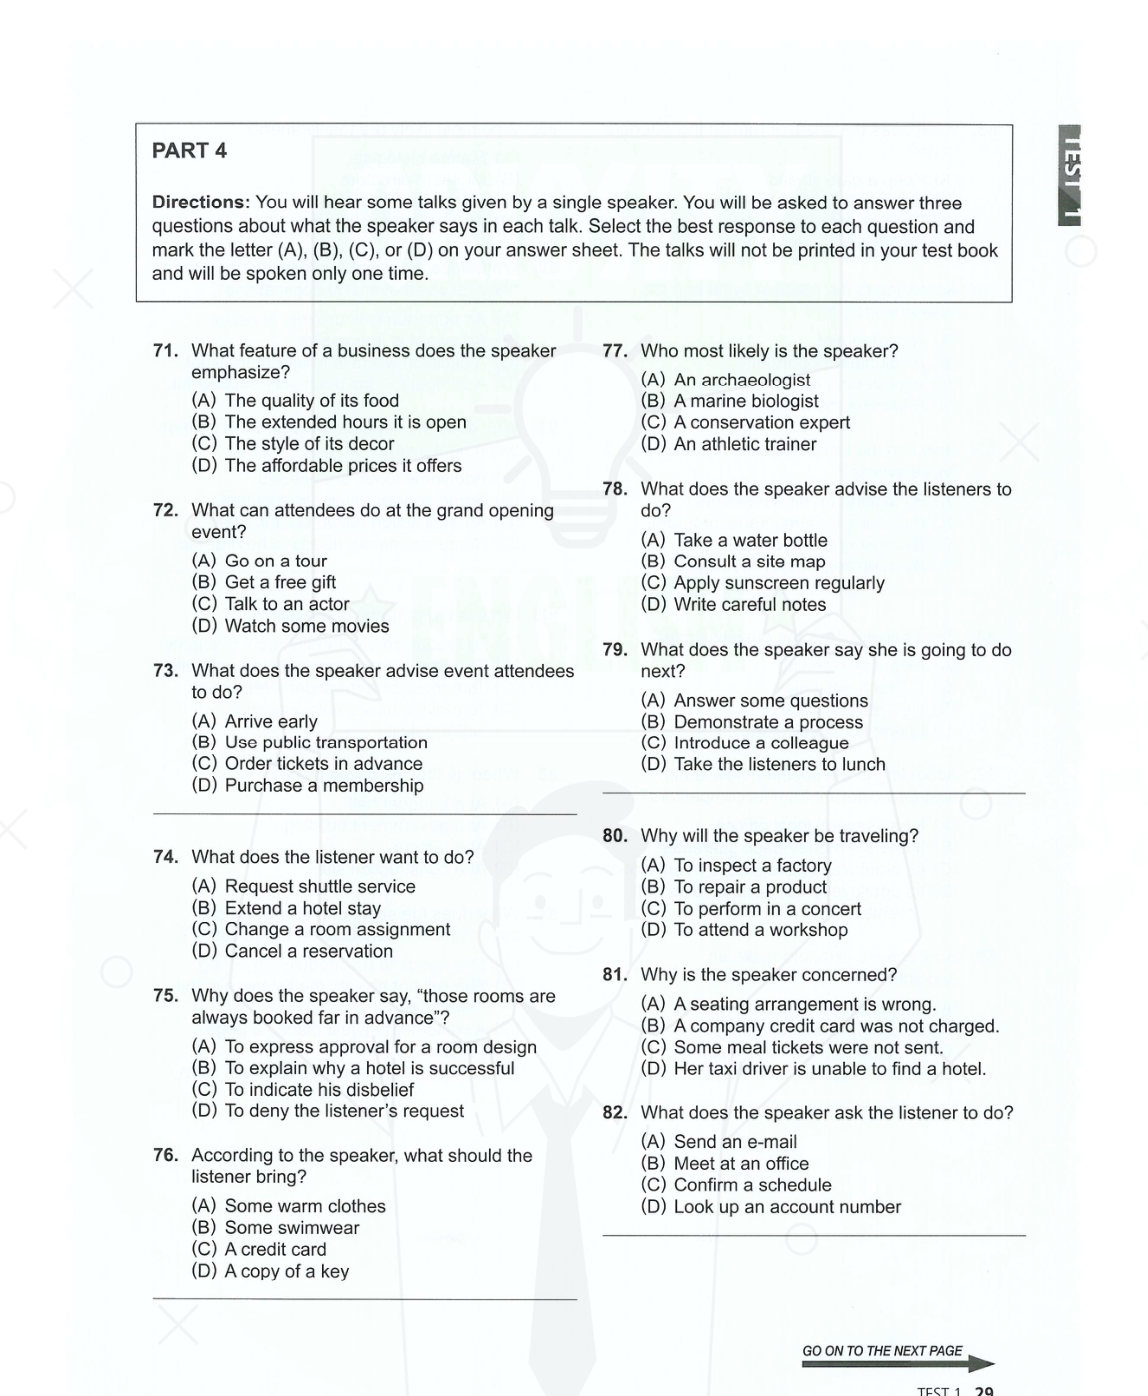 PART 4
Directions: You will hear some talks given by a single speaker. You will be asked to answer three
questions about what the speaker says in each talk. Select the best response to each question and
mark the letter (A), (B), (C), or (D) on your answer sheet. The talks will not be printed in your test book
and will be spoken only one time.
TEST 1
71. What feature of a business does the speaker
emphasize?
(A) The quality of its food
(B) The extended hours it is open
(C) The style of its decor
(D) The affordable prices it offers
72. What can attendees do at the grand opening
event?
(A) Go on a tour
(B) Get a free gift
(C) Talk to an actor
(D) Watch some movies
73. What does the speaker advise event attendees
to do?
(A) Arrive early
(B) Use public transportation
(C) Order tickets in advance
(D) Purchase a membership
74. What does the listener want to do?
(A) Request shuttle service
(B) Extend a hotel stay
(C) Change a room assignment
(D) Cancel a reservation
75. Why does the speaker say, “those rooms are
always booked far in advance”?
(A) To express approval for a room design
(B) To explain why a hotel is successful
(C) To indicate his disbelief
(D) To deny the listener’s request
76. According to the speaker, what should the
listener bring?
(A) Some warm clothes
(B) Some swimwear
(C) A credit card
(D) A copy of a key
77. Who most likely is the speaker?
(A) An archaeologist
(B) A marine biologist
(C) A conservation expert
(D) An athletic trainer
78. What does the speaker advise the listeners to
do?
(A) Take a water bottle
(B) Consult a site map
(C) Apply sunscreen regularly
(D) Write careful notes
79. What does the speaker say she is going to do
next?
(A) Answer some questions
(B) Demonstrate a process
(C) Introduce a colleague
(D) Take the listeners to lunch
80. Why will the speaker be traveling?
(A) To inspect a factory
(B) To repair a product
(C) To perform in a concert
(D) To attend a workshop
81. Why is the speaker concerned?
(A) A seating arrangement is wrong.
(B) A company credit card was not charged.
(C) Some meal tickets were not sent.
(D) Her taxi driver is unable to find a hotel.
82. What does the speaker ask the listener to do?
(A) Send an e-mail
(B) Meet at an office
(C) Confirm a schedule
(D) Look up an account number
GO ON TO THE NEXT PAGE
TEST 1 29